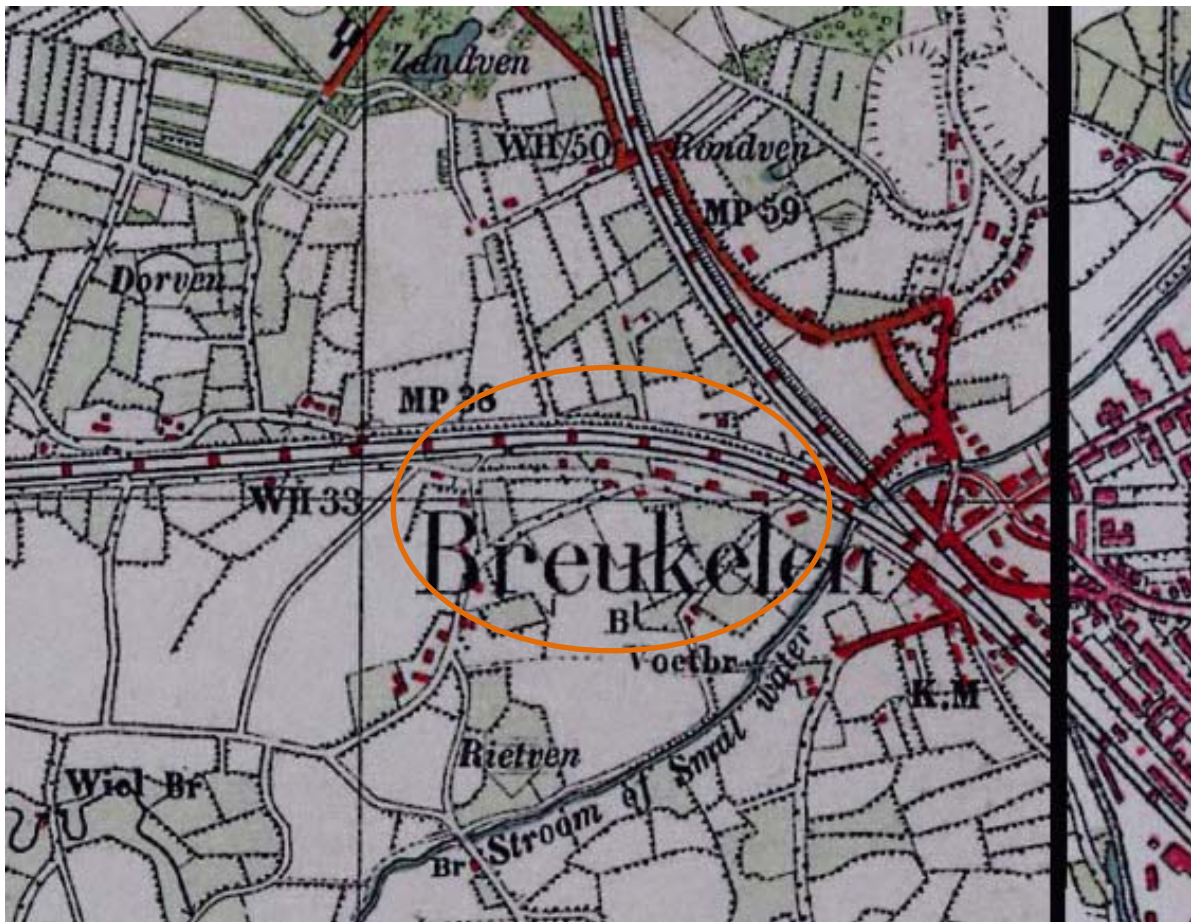 Zandven
WH 50
Rondven
MP 59
Dorven
MP 38
WH 33
Breukelen
B
Voetbr
K.M
Rietven
Wiel Br
Stroom of Smal water
Br